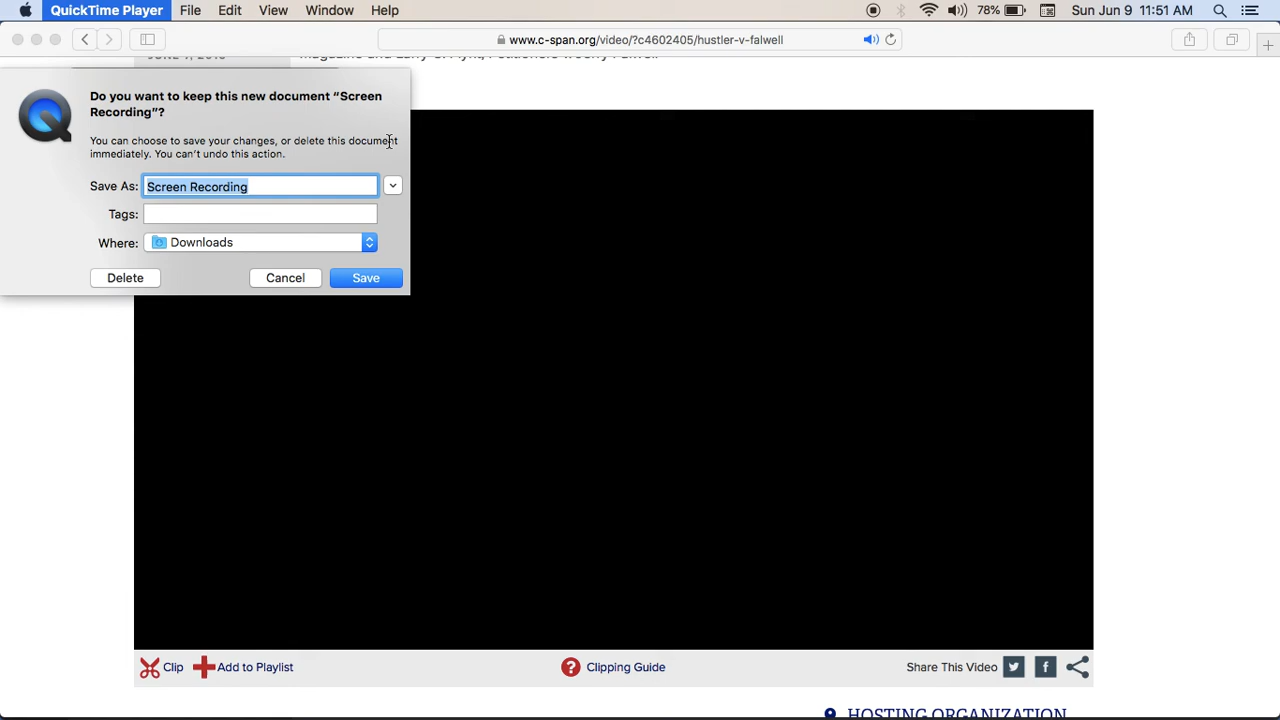 QuickTime Player File Edit View Window Help 78% Sun Jun 9 11:51 AM
www.c-span.org/video/?c4602405/hustler-v-falwell
Do you want to keep this new document “Screen
Recording”?
You can choose to save your changes, or delete this document
immediately. You can’t undo this action.
Save As: Screen Recording
Tags:
Where: Downloads
Delete Cancel Save
Clip Add to Playlist Clipping Guide Share This Video
HOSTING ORGANIZATION